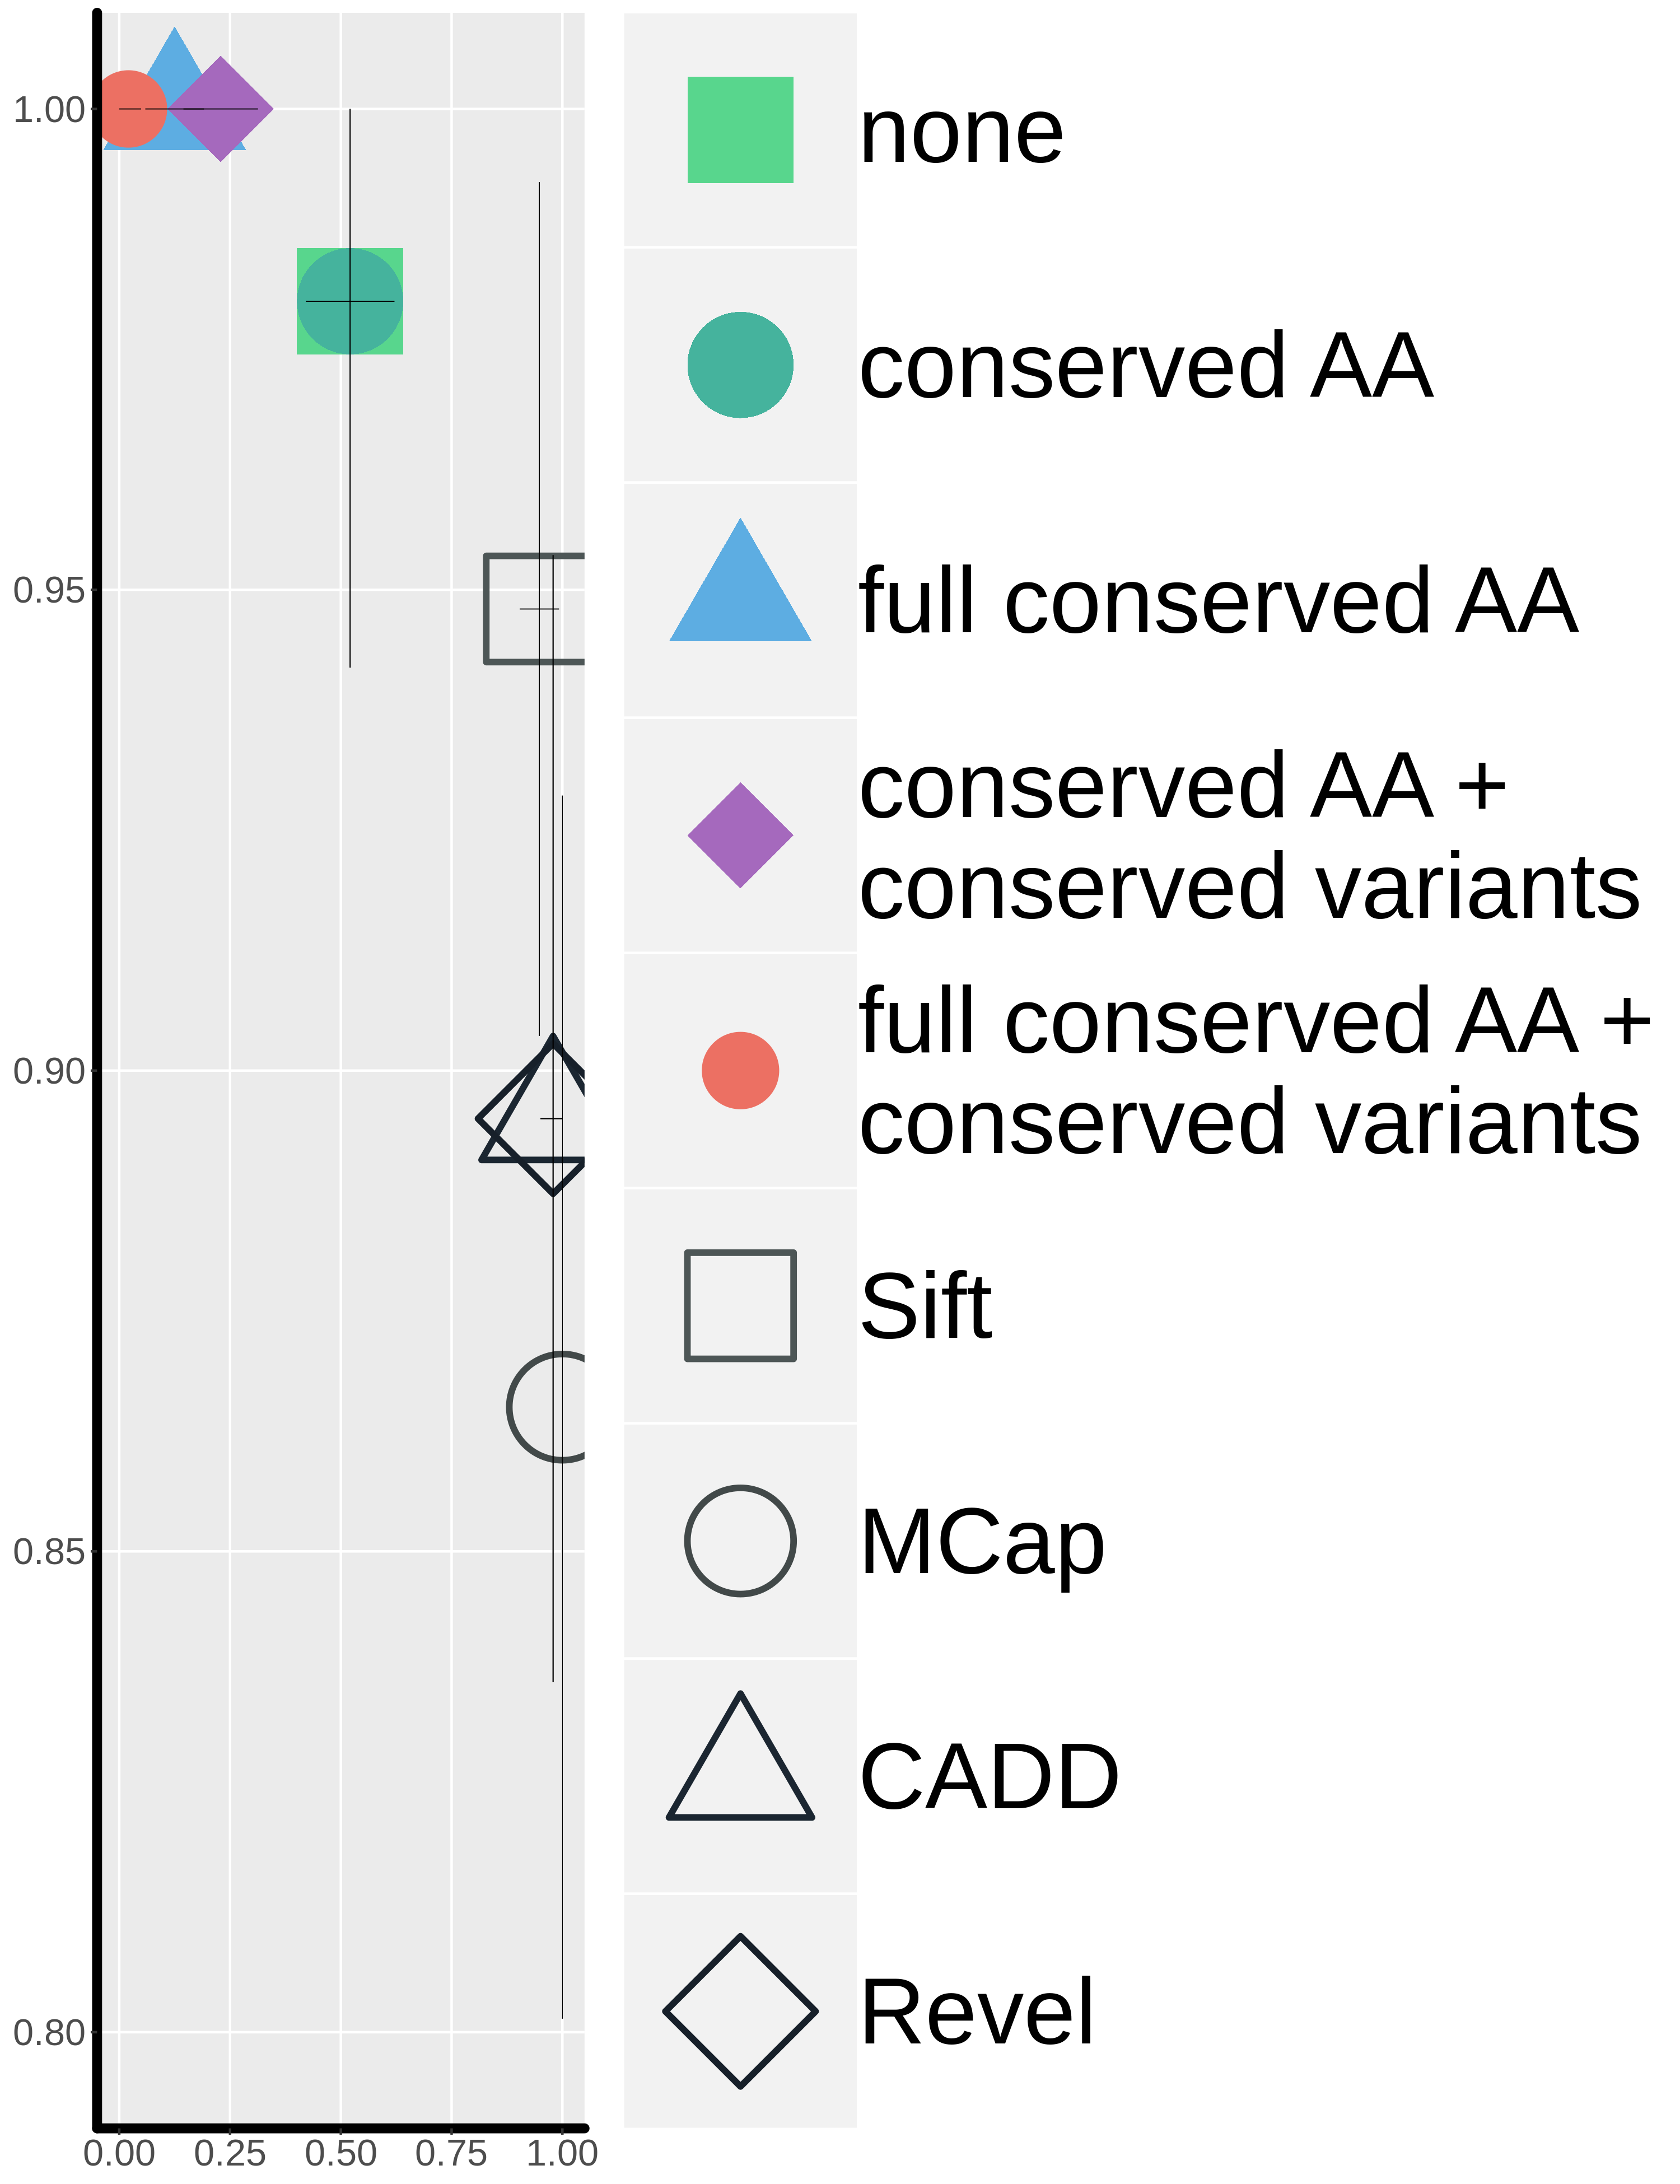 1.00
0.95
0.90
0.85
0.80
0.00 0.25 0.50 0.75 1.00
none
conserved AA
full conserved AA
conserved AA +
conserved variants
full conserved AA +
conserved variants
Sift
MCap
CADD
Revel